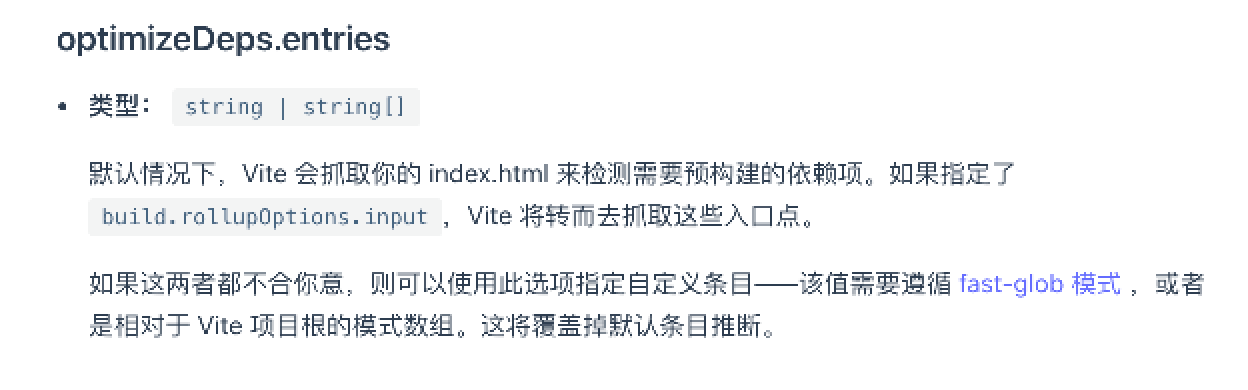 optimizeDeps.entries
• 类型： string | string[]
默认情况下，Vite 会抓取你的 index.html 来检测需要预构建的依赖项。如果指定了
build.rollupOptions.input，Vite 将转而去抓取这些入口点。
如果这两者都不合你意，则可以使用此选项指定自定义条目——该值需要遵循 fast-glob 模式 ，或者
是相对于 Vite 项目根的模式数组。这将覆盖掉默认条目推断。